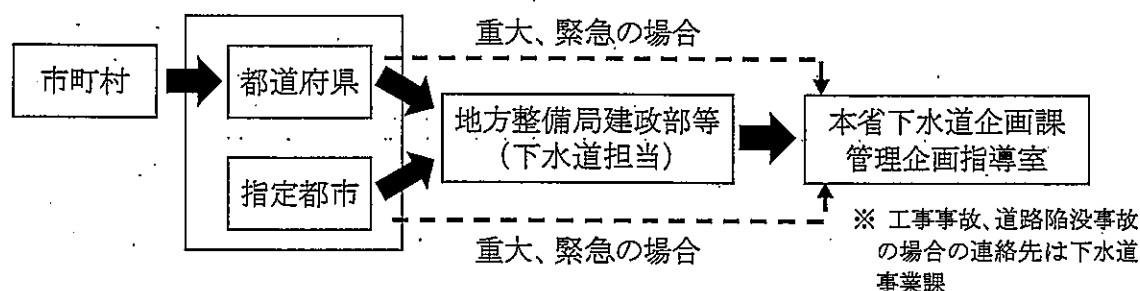 重大、緊急の場合
市町村
都道府県
指定都市
地方整備局建政部等
（下水道担当）
本省下水道企画課
管理企画指導室
重大、緊急の場合
※ 工事事故、道路陥没事故
の場合の連絡先は下水道
事業課